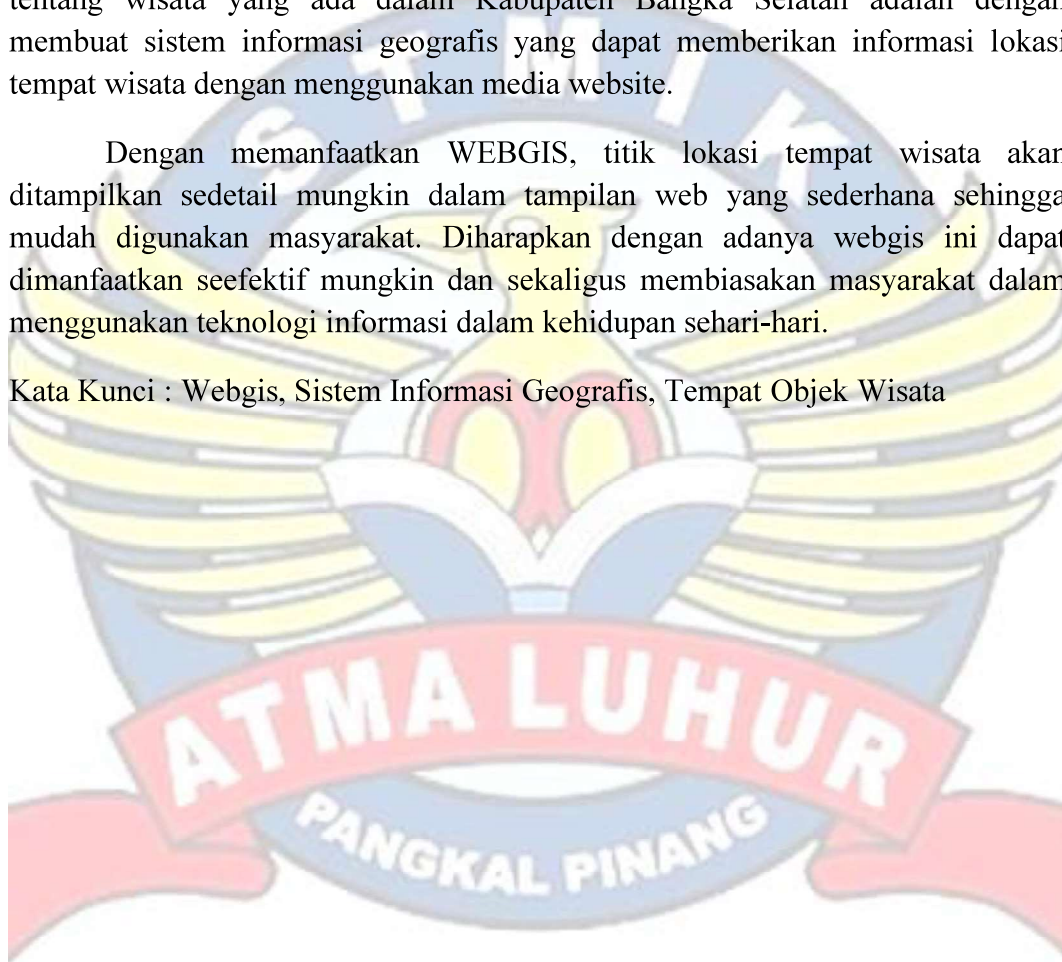 tentang wisata yang ada dalam Kabupaten Bangka Selatan adalah dengan
membuat sistem informasi geografis yang dapat memberikan informasi lokasi
tempat wisata dengan menggunakan media website.
Dengan memanfaatkan WEBGIS, titik lokasi tempat wisata akan
ditampilkan sedetail mungkin dalam tampilan web yang sederhana sehingga
mudah digunakan masyarakat. Diharapkan dengan adanya webgis ini dapat
dimanfaatkan seefektif mungkin dan sekaligus membiasakan masyarakat dalam
menggunakan teknologi informasi dalam kehidupan sehari-hari.
Kata Kunci : Webgis, Sistem Informasi Geografis, Tempat Objek Wisata
STMIK
ATMA LUHUR
PANGKAL PINANG